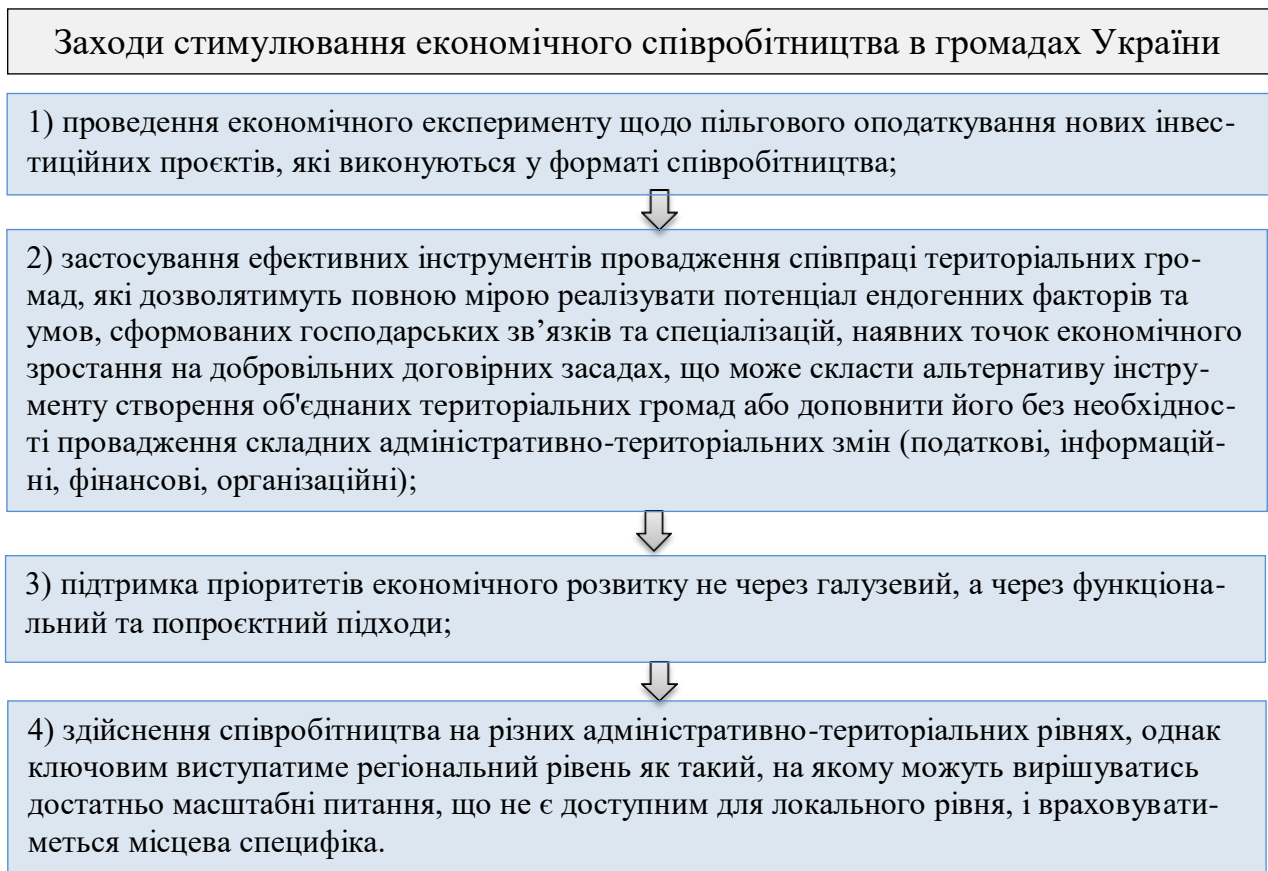 Заходи стимулювання економічного співробітництва в громадах України
1) проведення економічного експерименту щодо пільгового оподаткування нових інвес-
тиційних проєктів, які виконуються у форматі співробітництва;
2) застосування ефективних інструментів провадження співпраці територіальних гро-
мад, які дозволятимуть повною мірою реалізувати потенціал ендогенних факторів та
умов, сформованих господарських зв’язків та спеціалізацій, наявних точок економічного
зростання на добровільних договірних засадах, що може скласти альтернативу інстру-
менту створення об'єднаних територіальних громад або доповнити його без необхіднос-
ті провадження складних адміністративно-територіальних змін (податкові, інформацій-
ні, фінансові, організаційні);
3) підтримка пріоритетів економічного розвитку не через галузевий, а через функціона-
льний та попроєктний підходи;
4) здійснення співробітництва на різних адміністративно-територіальних рівнях, однак
ключовим виступатиме регіональний рівень як такий, на якому можуть вирішуватись
достатньо масштабні питання, що не є доступним для локального рівня, і враховувати-
меться місцева специфіка.